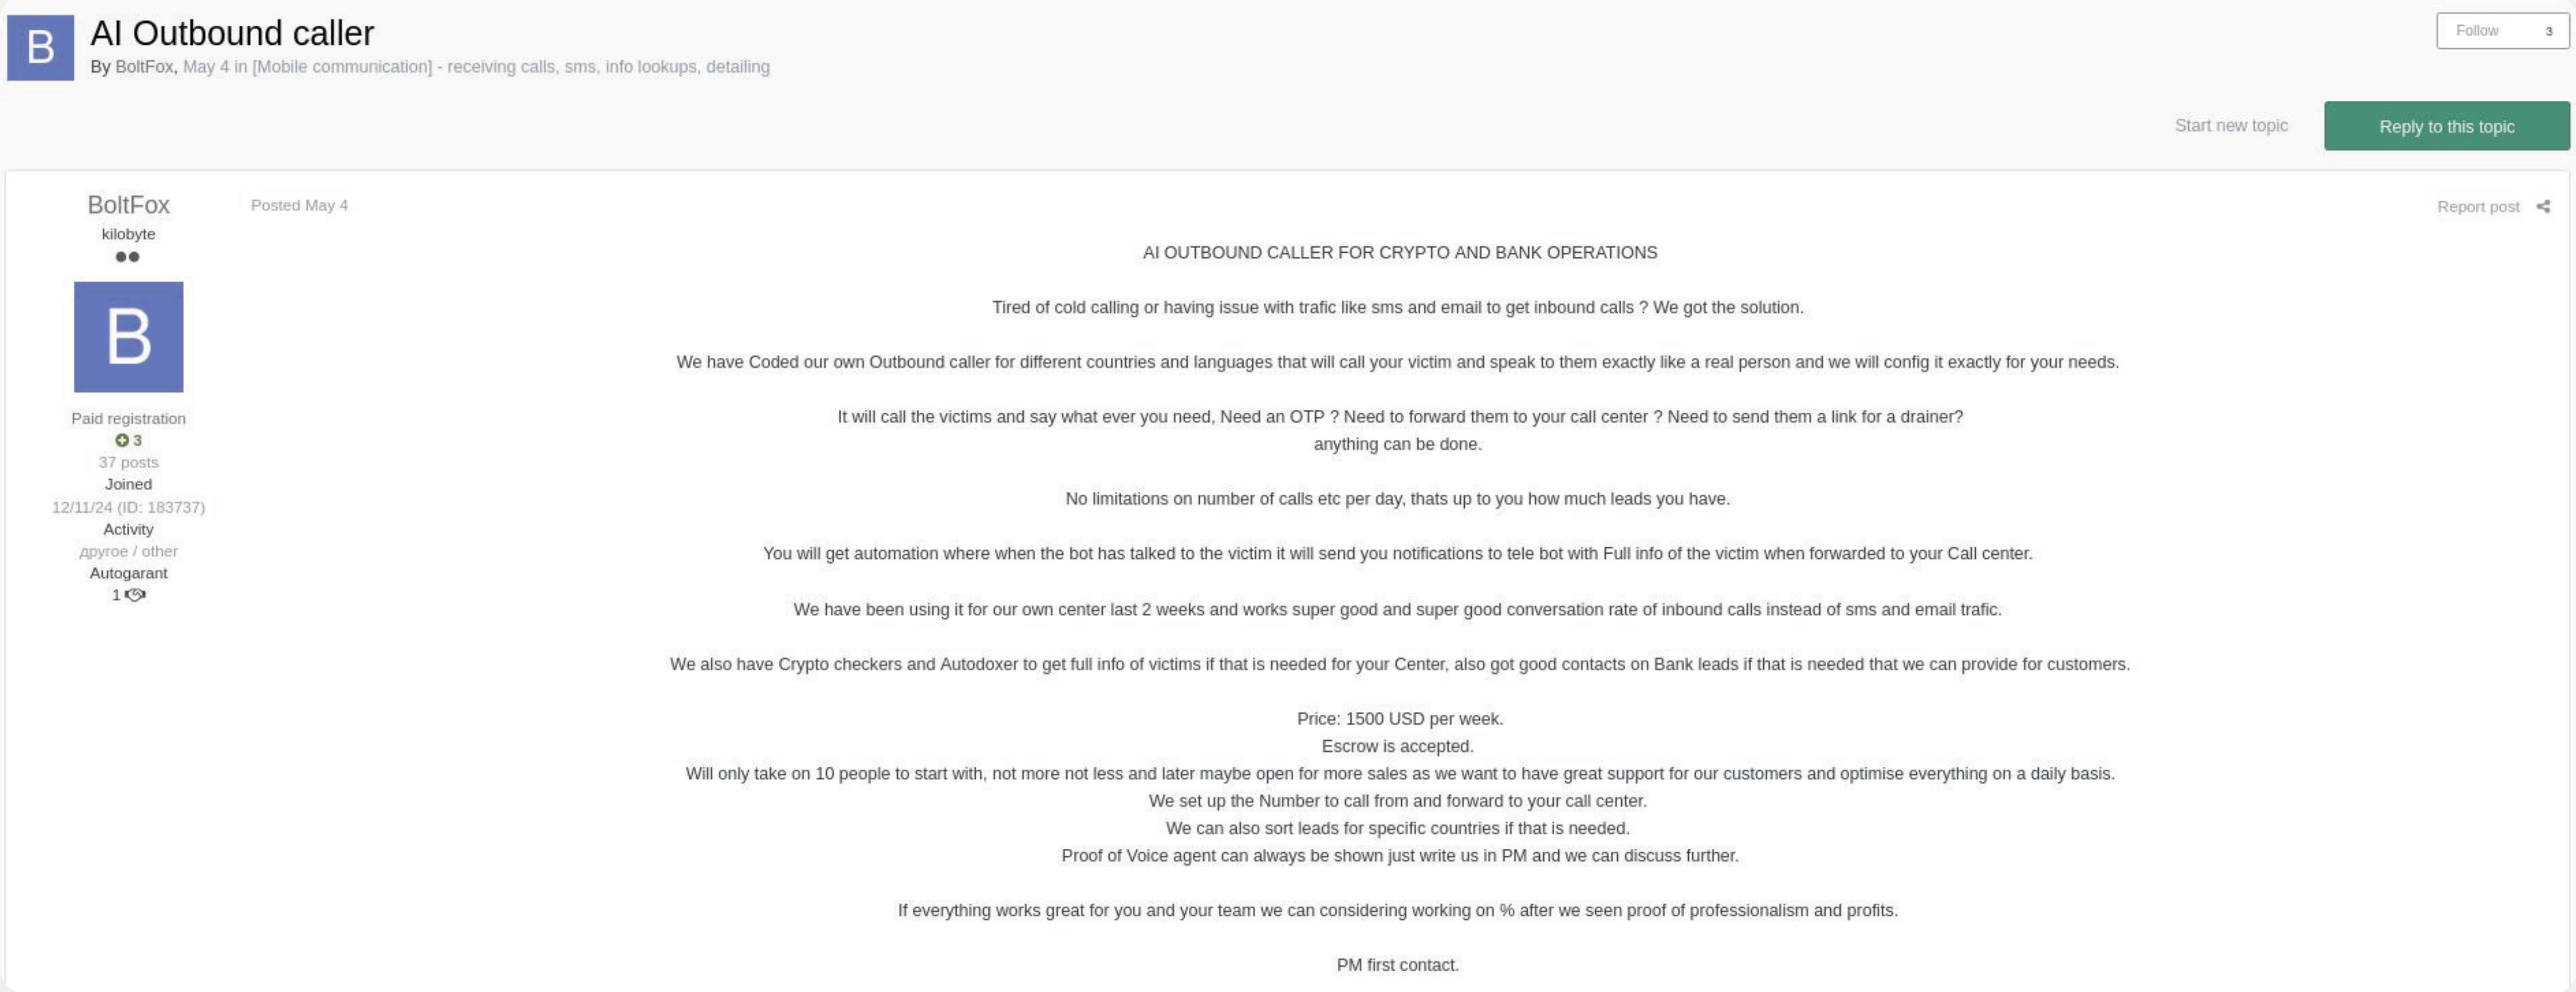 B
AI Outbound caller
By BoltFox, May 4 in [Mobile communication] - receiving calls, sms, info lookups, detailing
Follow 3
Start new topic
Reply to this topic
BoltFox
kilobyte
B
Paid registration
3
37 posts
Joined
12/11/24 (ID: 183737)
Activity
другое / other
Autogarant
1
Posted May 4
Report post
AI OUTBOUND CALLER FOR CRYPTO AND BANK OPERATIONS
Tired of cold calling or having issue with trafic like sms and email to get inbound calls ? We got the solution.
We have Coded our own Outbound caller for different countries and languages that will call your victim and speak to them exactly like a real person and we will config it exactly for your needs.
It will call the victims and say what ever you need, Need an OTP ? Need to forward them to your call center ? Need to send them a link for a drainer?
anything can be done.
No limitations on number of calls etc per day, thats up to you how much leads you have.
You will get automation where when the bot has talked to the victim it will send you notifications to tele bot with Full info of the victim when forwarded to your Call center.
We have been using it for our own center last 2 weeks and works super good and super good conversation rate of inbound calls instead of sms and email trafic.
We also have Crypto checkers and Autodoxer to get full info of victims if that is needed for your Center, also got good contacts on Bank leads if that is needed that we can provide for customers.
Price: 1500 USD per week.
Escrow is accepted.
Will only take on 10 people to start with, not more not less and later maybe open for more sales as we want to have great support for our customers and optimise everything on a daily basis.
We set up the Number to call from and forward to your call center.
We can also sort leads for specific countries if that is needed.
Proof of Voice agent can always be shown just write us in PM and we can discuss further.
If everything works great for you and your team we can considering working on % after we seen proof of professionalism and profits.
PM first contact.